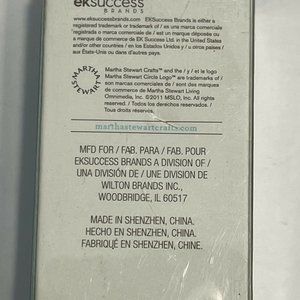 eksuccess
BRANDS
www.eksuccessbrands.com EKSuccess Brands is either a
registered trademark or trademark of / es una marca comercial
registrada o marca comercial de / est un marque déposée ou
a marque de commerce de EK Success Ltd. in the United States
and/or other countries / en los Estados Unidos y / u otros países /
aux États-Unis ou dans d'autres pays.
MARTHA
STEWART
Martha Stewart Crafts™ and the / y / et le logo
Martha Stewart Circle Logo™ are trademarks of / son
marcas comerciales de / sont des marques
de commerce de Martha Stewart Living
Omnimedia, Inc. ©2011 MSLO, Inc. All rights
reserved. / Todos los derechos reservados. /
Tous droits réservés.
marthastewartcrafts.com
MFD FOR / FAB. PARA / FAB. POUR
EKSUCCESS BRANDS A DIVISION OF /
UNA DIVISIÓN DE / UNE DIVISION DE
WILTON BRANDS INC.,
WOODBRIDGE, IL 60517
MADE IN SHENZHEN, CHINA.
HECHO EN SHENZHEN, CHINA.
FABRIQUÉ EN SHENZHEN, CHINE.